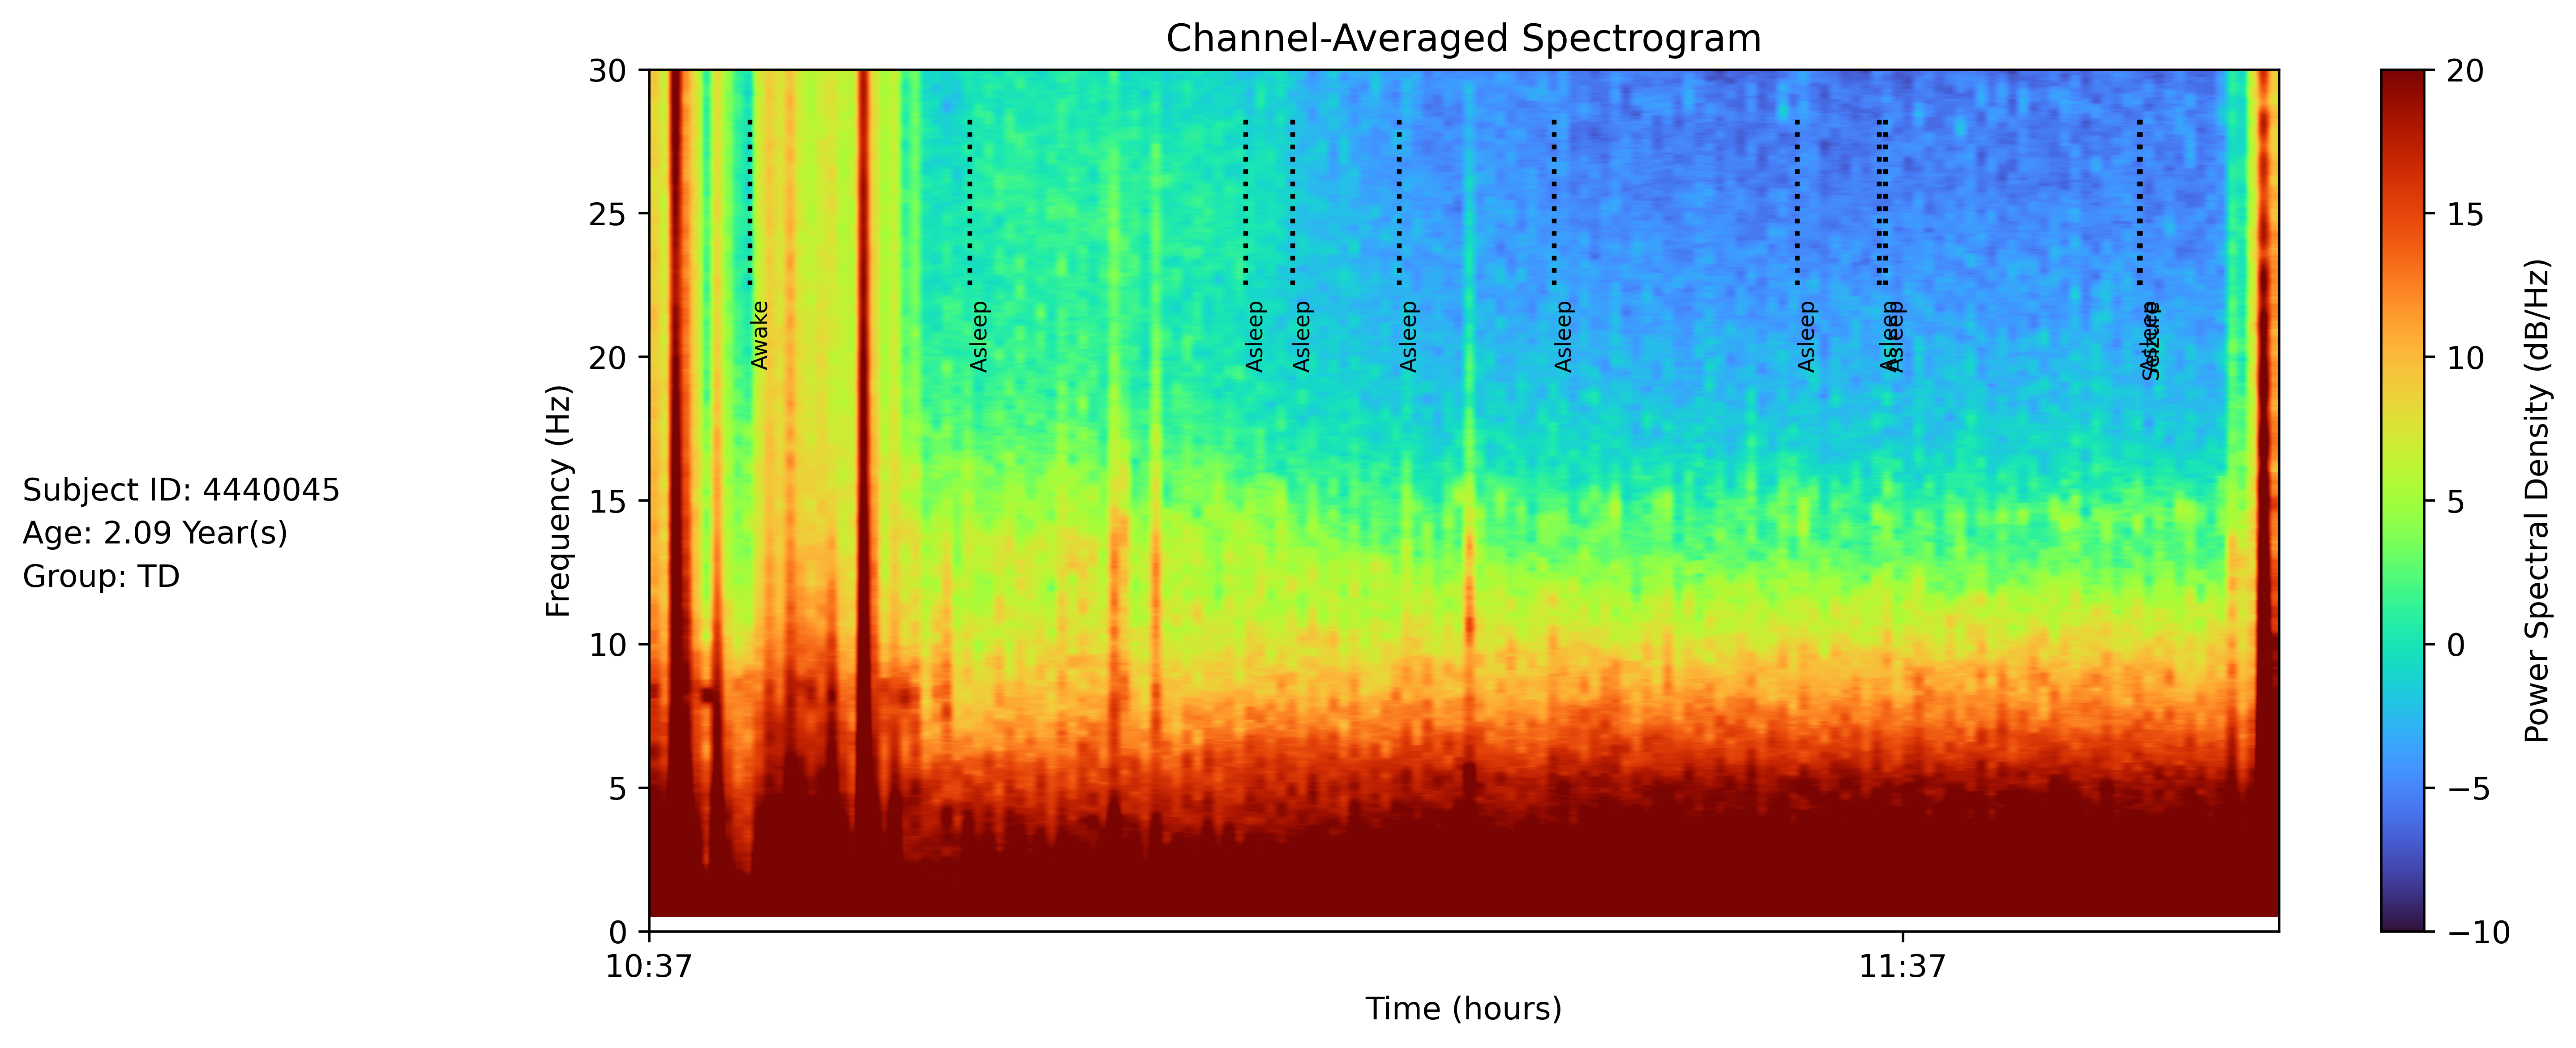 Channel-Averaged Spectrogram
Subject ID: 4440045
Age: 2.09 Year(s)
Group: TD
Frequency (Hz)
30
25
20
15
10
5
0
Awake
Asleep
Asleep
Asleep
Asleep
Asleep
Asleep
Asleep
Asleep
Asleep
Seizure
10:37
11:37
Time (hours)
20
15
10
5
0
−5
−10
Power Spectral Density (dB/Hz)